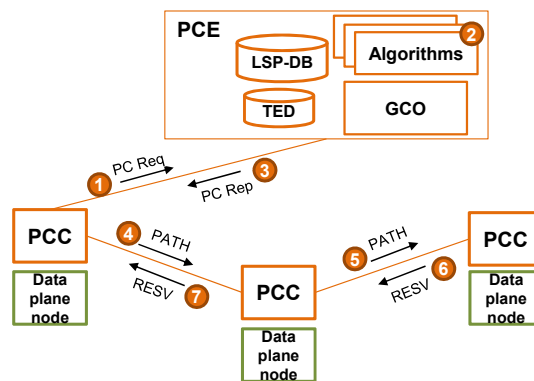 PCE
2
LSP-DB
Algorithms
TED
GCO
1
PC Req
3
PC Rep
PCC
4
PATH
5
PATH
PCC
RESV
7
6
RESV
Data
plane
node
PCC
Data
plane
node
Data
plane
node